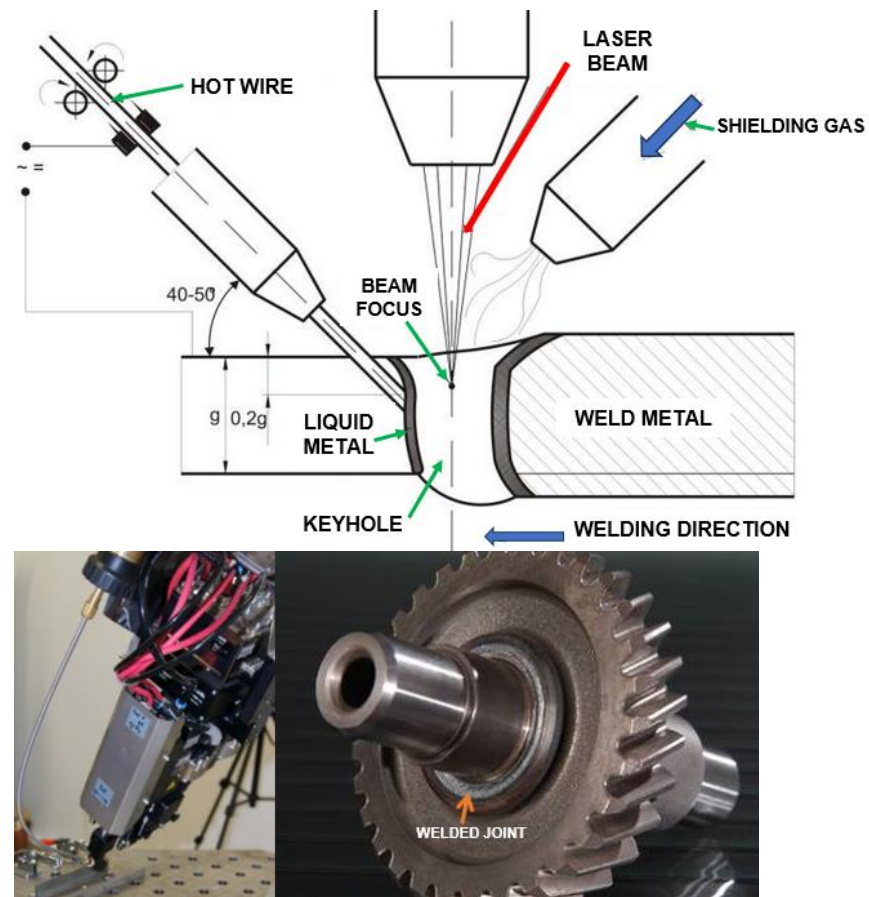 LASER
BEAM
HOT WIRE
SHIELDING GAS
~ =
BEAM
FOCUS
40-50°
g
0,2g
LIQUID
METAL
WELD METAL
KEYHOLE
WELDING DIRECTION
WELDED JOINT